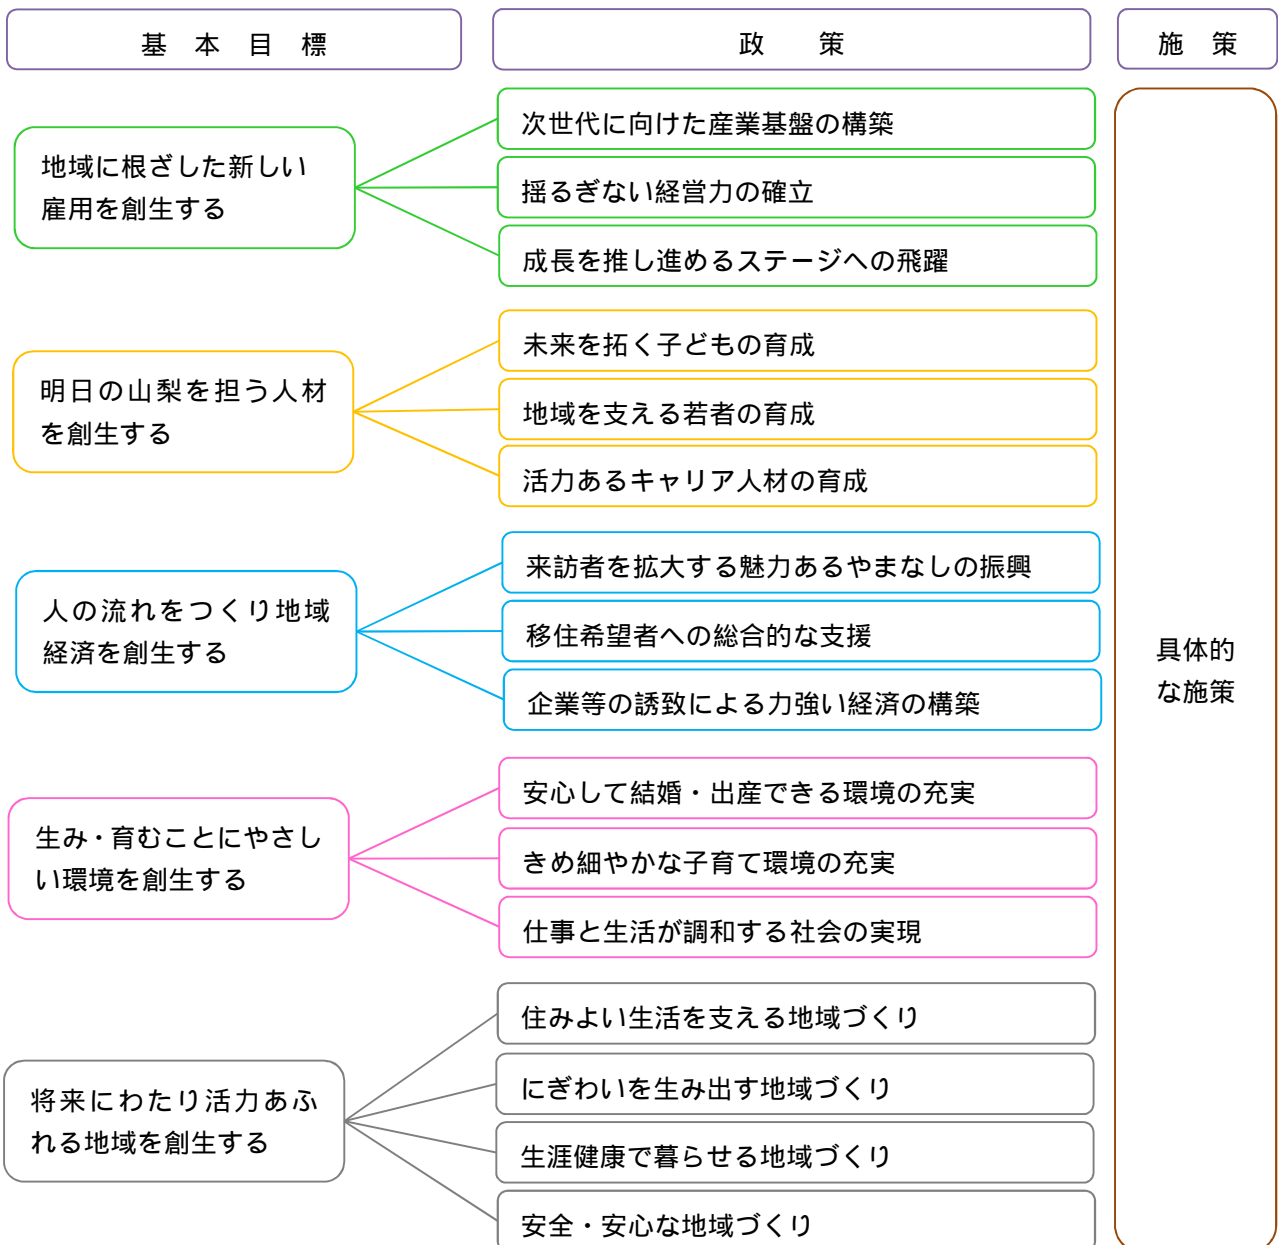 基本目標
政策
施策
地域に根ざした新しい
雇用を創生する
次世代に向けた産業基盤の構築
揺るぎない経営力の確立
成長を推し進めるステージへの飛躍
明日の山梨を担う人材
を創生する
未来を拓く子どもの育成
地域を支える若者の育成
活力あるキャリア人材の育成
人の流れをつくり地域
経済を創生する
来訪者を拡大する魅力あるやまなしの振興
移住希望者への総合的な支援
企業等の誘致による力強い経済の構築
生み・育むことにやさし
い環境を創生する
安心して結婚・出産できる環境の充実
きめ細やかな子育て環境の充実
仕事と生活が調和する社会の実現
将来にわたり活力あふ
れる地域を創生する
住みよい生活を支える地域づくり
にぎわいを生み出す地域づくり
生涯健康で暮らせる地域づくり
安全・安心な地域づくり
具体的
な施策